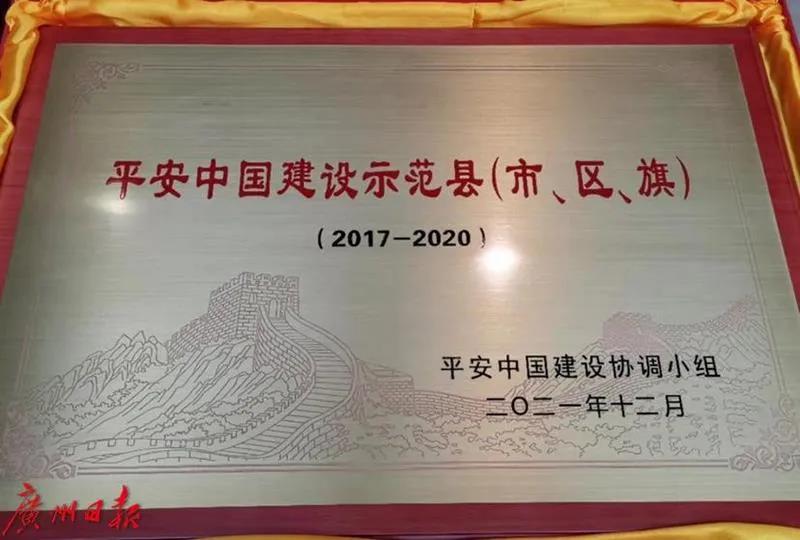 平安中国建设示范县(市、区、旗)
(2017-2020)
平安中国建设协调小组
二〇二一年十二月
廣州日报